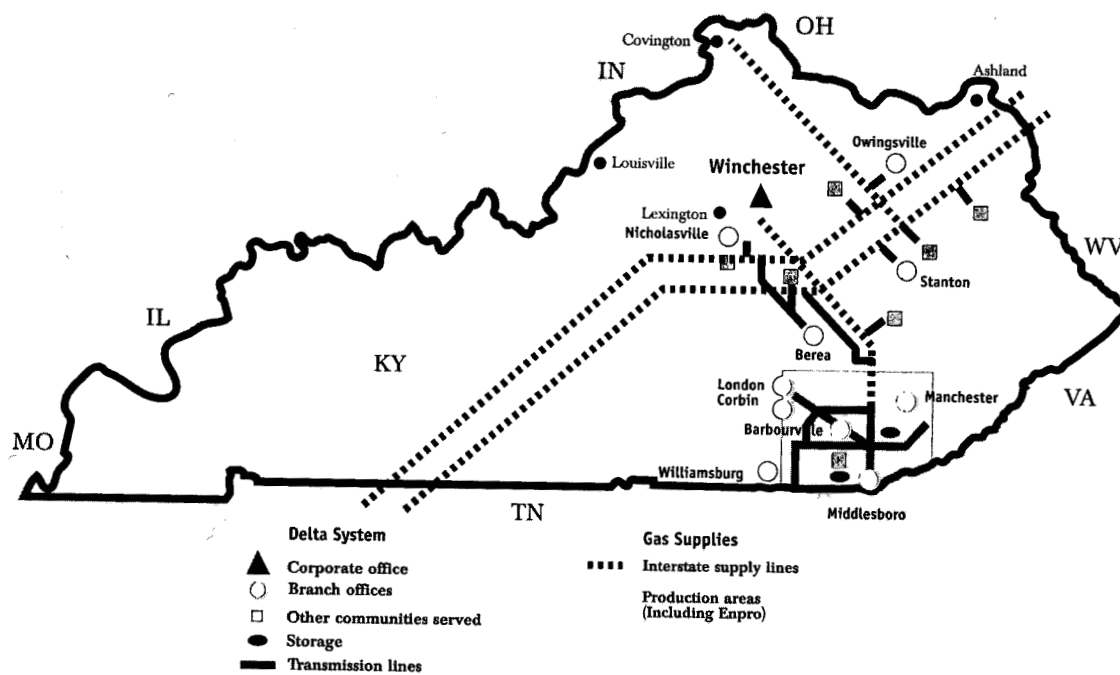 OH
Covington
IN
Ashland
Owingsville
Louisville
Winchester
Lexington
Nicholasville
WV
Stanton
IL
Berea
KY
London
Corbin
Manchester
VA
Barbourville
MO
Williamsburg
TN
Middlesboro
Delta System
Corporate office
Branch offices
Other communities served
Storage
Transmission lines
Gas Supplies
Interstate supply lines
Production areas
(Including Enpro)